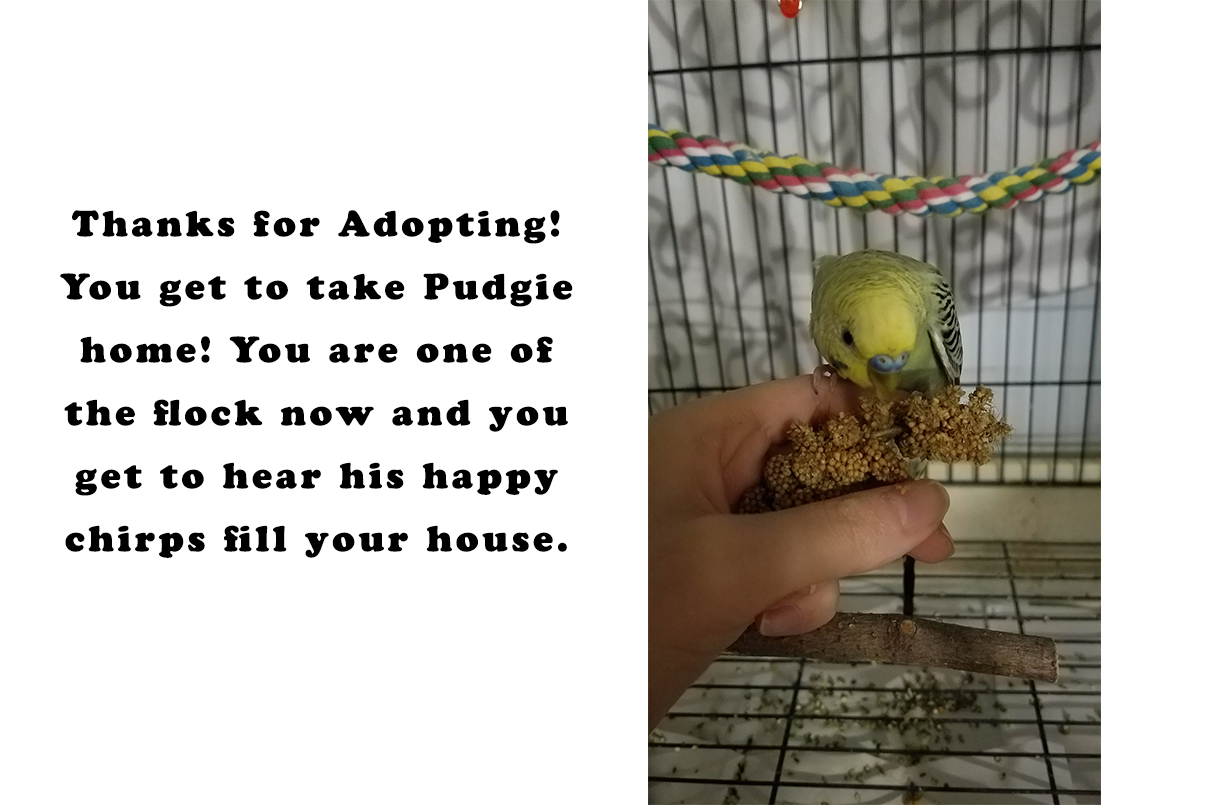 Thanks for Adopting!
You get to take Pudgie
home! You are one of
the flock now and you
get to hear his happy
chirps fill your house.